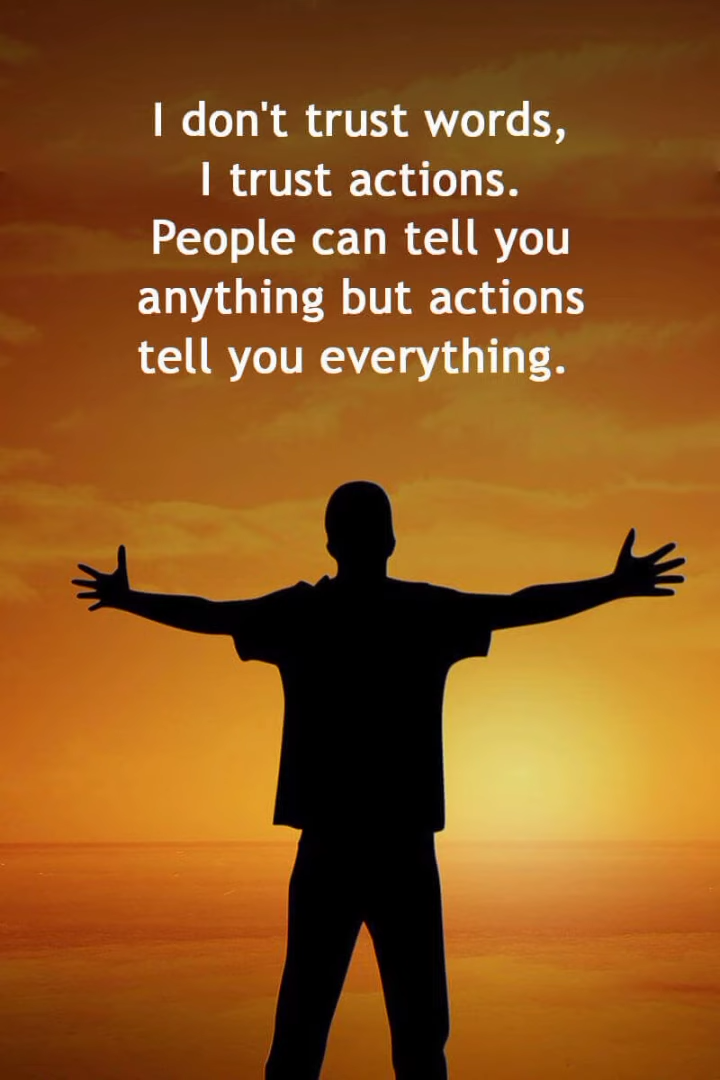 I don't trust words,
I trust actions.
People can tell you
anything but actions
tell you everything.